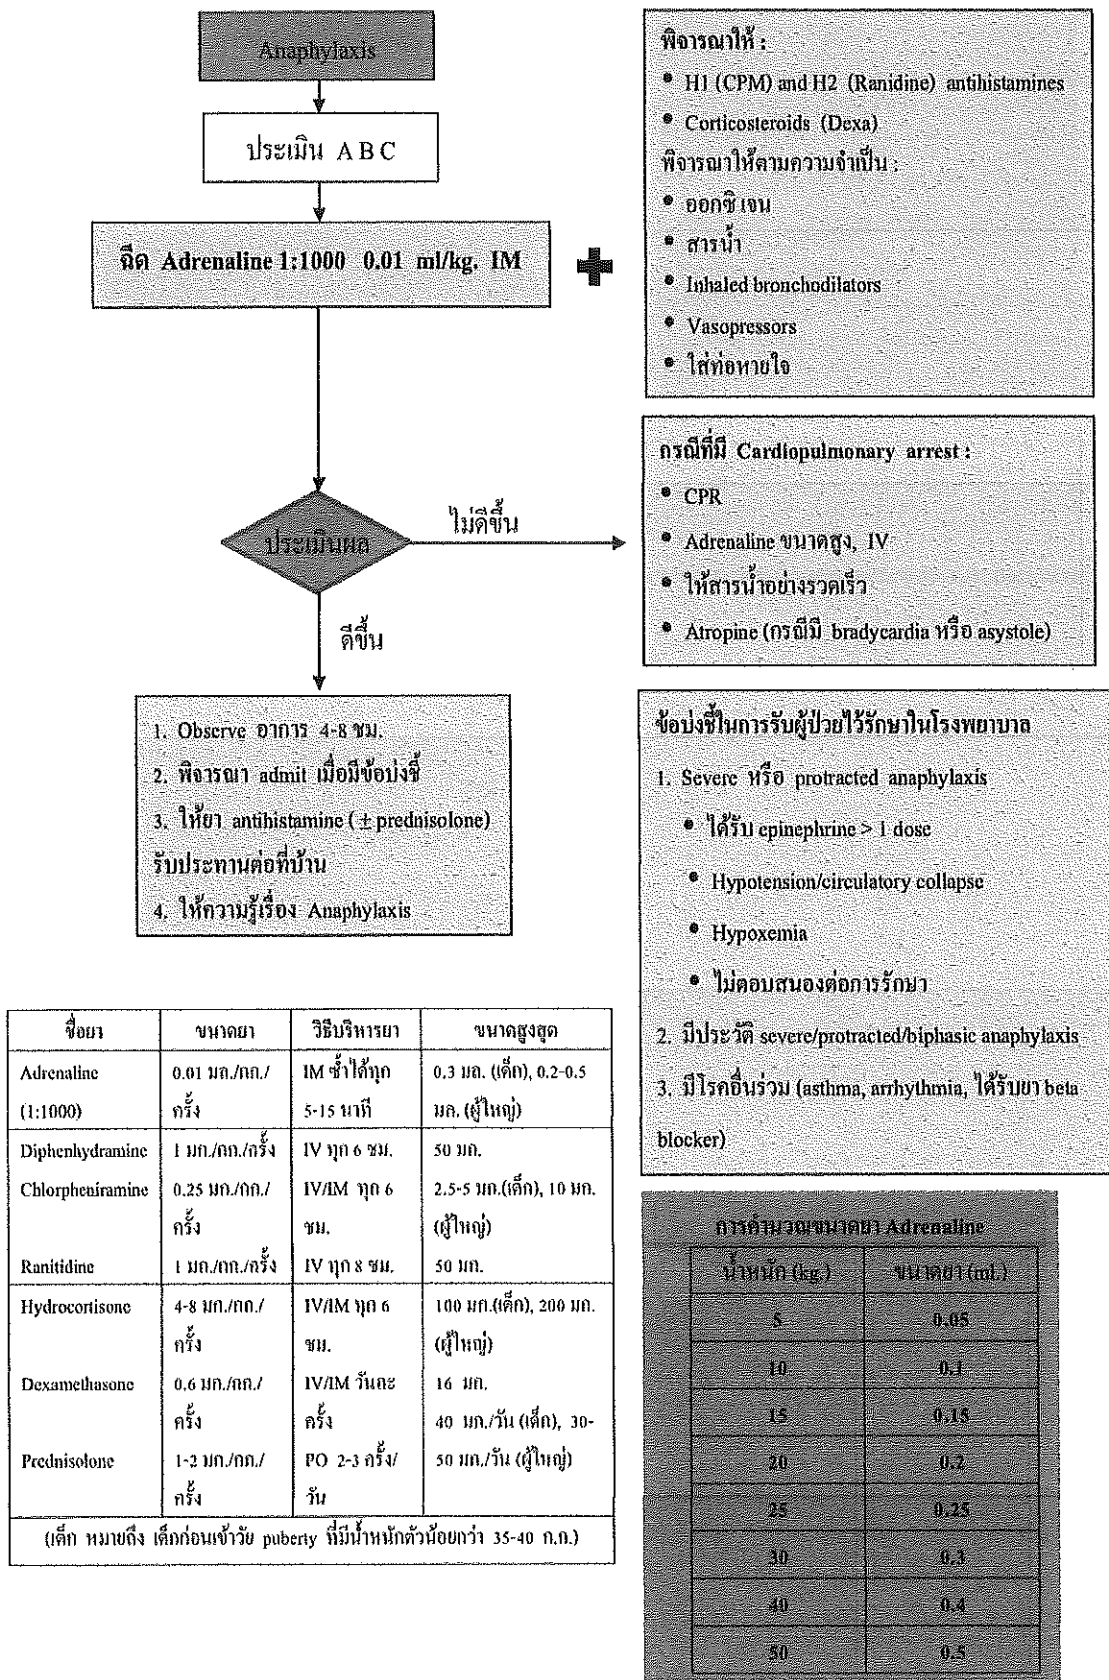 Anaphylaxis
ประเมิน A B C
ฉีด Adrenaline 1:1000 0.01 ml/kg. IM
พิจารณาให้ :
• H1 (CPM) and H2 (Ranidine) antihistamines
• Corticosteroids (Dexa)
พิจารณาให้ตามความจำเป็น :
• ออกซิเจน
• สารน้ำ
• Inhaled bronchodilators
• Vasopressors
• ใส่ท่อหายใจ
ประเมินผล
ไม่ดีขึ้น
ดีขึ้น
กรณีที่มี Cardiopulmonary arrest :
• CPR
• Adrenaline ขนาดสูง, IV
• ให้สารน้ำอย่างรวดเร็ว
• Atropine (กรณีมี bradycardia หรือ asystole)
1. Observe อาการ 4-8 ชม.
2. พิจารณา admit เมื่อมีข้อบ่งชี้
3. ให้ยา antihistamine (± prednisolone)
รับประทานต่อที่บ้าน
4. ให้ความรู้เรื่อง Anaphylaxis
ข้อบ่งชี้ในการรับผู้ป่วยไว้รักษาในโรงพยาบาล
1. Severe หรือ protracted anaphylaxis
• ได้รับ epinephrine > 1 dose
• Hypotension/circulatory collapse
• Hypoxemia
• ไม่ตอบสนองต่อการรักษา
2. มีประวัติ severe/protracted/biphasic anaphylaxis
3. มีโรคอื่นร่วม (asthma, arrhythmia, ได้รับยา beta
blocker)
ชื่อยา ขนาดยา วิธีบริหารยา ขนาดสูงสุด
Adrenaline 0.01 มก./กก./ IM ซ้ำได้ทุก 0.3 มล. (เด็ก), 0.2-0.5
(1:1000) ครั้ง 5-15 นาที มล. (ผู้ใหญ่)
Diphenhydramine 1 มก./กก./ครั้ง IV ทุก 6 ชม. 50 มก.
Chlorpheniramine 0.25 มก./กก./ IV/IM ทุก 6 2.5-5 มก.(เด็ก), 10 มก.
ครั้ง ชม. (ผู้ใหญ่)
Ranitidine 1 มก./กก./ครั้ง IV ทุก 8 ชม. 50 มก.
Hydrocortisone 4-8 มก./กก./ IV/IM ทุก 6 100 มก.(เด็ก), 200 มก.
ครั้ง ชม. (ผู้ใหญ่)
Dexamethasone 0.6 มก./กก./ IV/IM วันละ 16 มก.
ครั้ง ครั้ง 40 มก./วัน (เด็ก), 30-
Prednisolone 1-2 มก./กก./ PO 2-3 ครั้ง/ 50 มก./วัน (ผู้ใหญ่)
ครั้ง วัน
(เด็ก หมายถึง เด็กก่อนเข้าวัย puberty ที่มีน้ำหนักตัวน้อยกว่า 35-40 ก.ก.)
การคำนวณขนาดยา Adrenaline
น้ำหนัก (kg.) ขนาดยา (ml.)
5 0.05
10 0.1
15 0.15
20 0.2
25 0.25
30 0.3
40 0.4
50 0.5